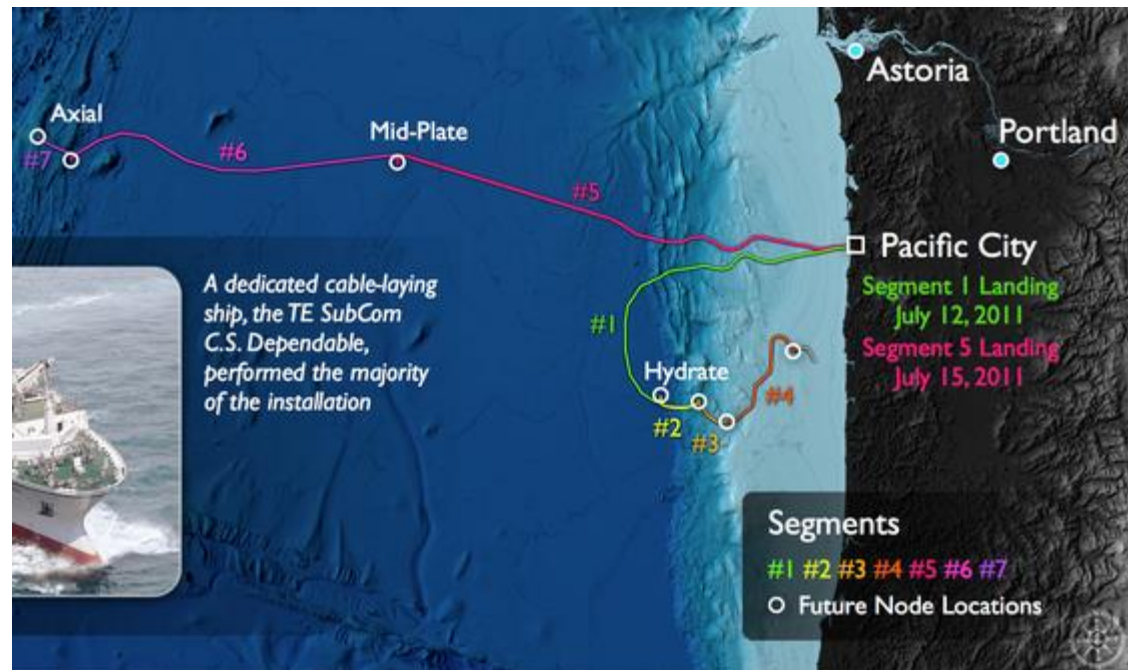 Astoria
Axial
Portland
Mid-Plate
#7
#6
#5
Pacific City
A dedicated cable-laying
ship, the TE SubCom
C.S. Dependable,
performed the majority
of the installation
Segment 1 Landing
July 12, 2011
#1
Segment 5 Landing
July 15, 2011
Hydrate
#4
#2
#3
Segments
#1 #2 #3 #4 #5 #6 #7
Future Node Locations